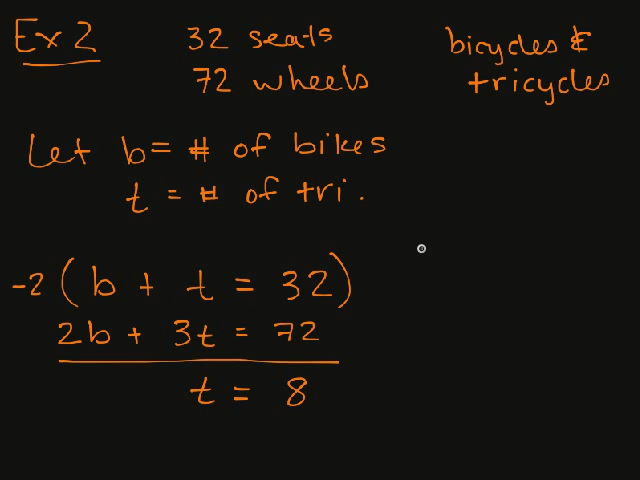 Ex 2 32 seats bicycles &
72 wheels tricycles
Let b = # of bikes
t = # of tri.
-2 ( b + t = 32 )
2b + 3t = 72
t = 8